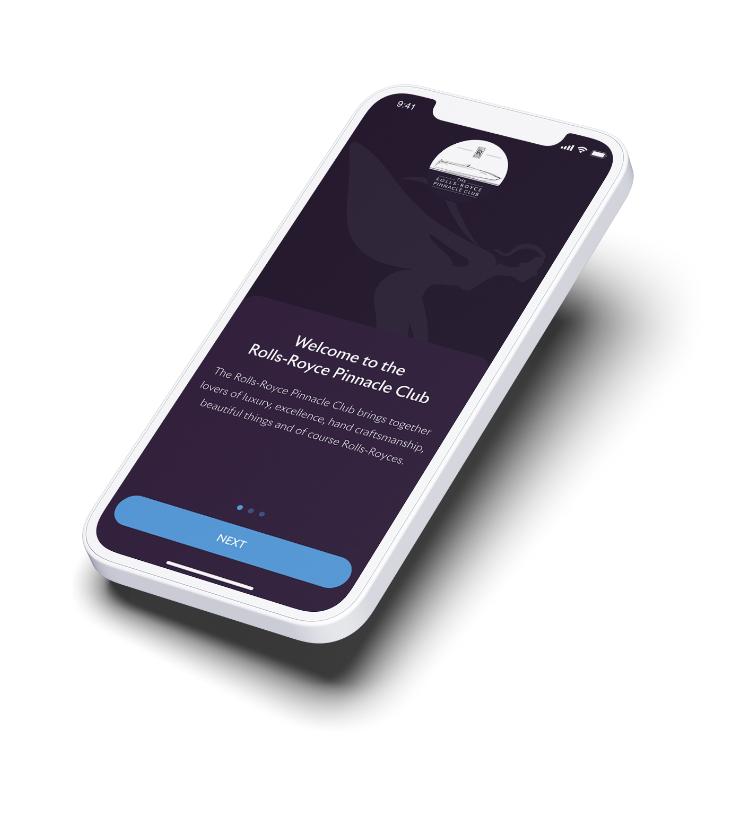 9:41
THE
ROLLS-ROYCE
PINNACLE CLUB
Welcome to the
Rolls-Royce Pinnacle Club
The Rolls-Royce Pinnacle Club brings together
lovers of luxury, excellence, hand craftsmanship,
beautiful things and of course Rolls-Royces.
NEXT